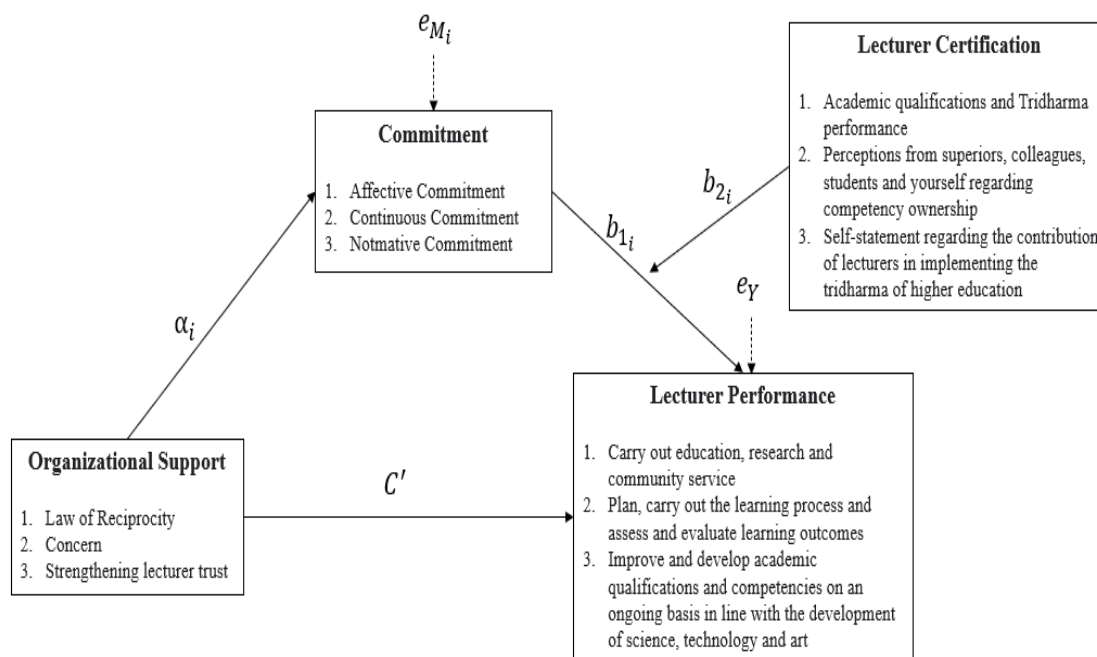 e_{M_i}
Commitment
1. Affective Commitment
2. Continuous Commitment
3. Notmative Commitment
Lecturer Certification
1. Academic qualifications and Tridharma
performance
2. Perceptions from superiors, colleagues,
students and yourself regarding
competency ownership
3. Self-statement regarding the contribution
of lecturers in implementing the
tridharma of higher education
b_{2_i}
b_{1_i}
e_Y
α_i
Organizational Support
1. Law of Reciprocity
2. Concern
3. Strengthening lecturer trust
C'
Lecturer Performance
1. Carry out education, research and
community service
2. Plan, carry out the learning process and
assess and evaluate learning outcomes
3. Improve and develop academic
qualifications and competencies on an
ongoing basis in line with the development
of science, technology and art